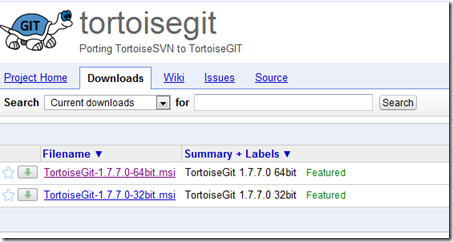 GIT
tortoisegit
Porting TortoiseSVN to TortoiseGIT
Project Home Downloads Wiki Issues Source
Search Current downloads for Search
Filename ▼ Summary + Labels ▼
TortoiseGit-1.7.7.0-64bit.msi TortoiseGit 1.7.7.0 64bit Featured
TortoiseGit-1.7.7.0-32bit.msi TortoiseGit 1.7.7.0 32bit Featured